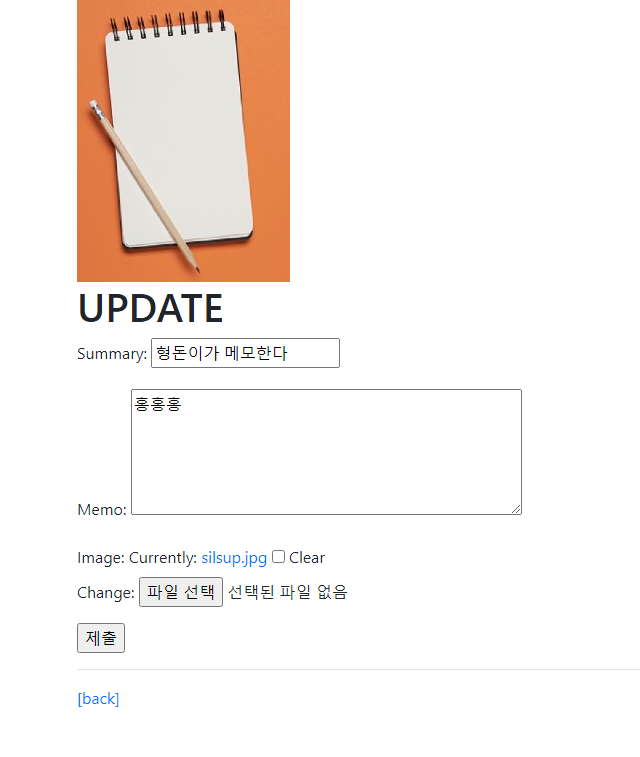 UPDATE
Summary: 형돈이가 메모한다
홍홍홍
Memo:
Image: Currently: silsup.jpg Clear
Change: 파일 선택 선택된 파일 없음
제출
[back]